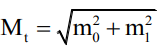 Mₜ = √(m₀² + m₁²)